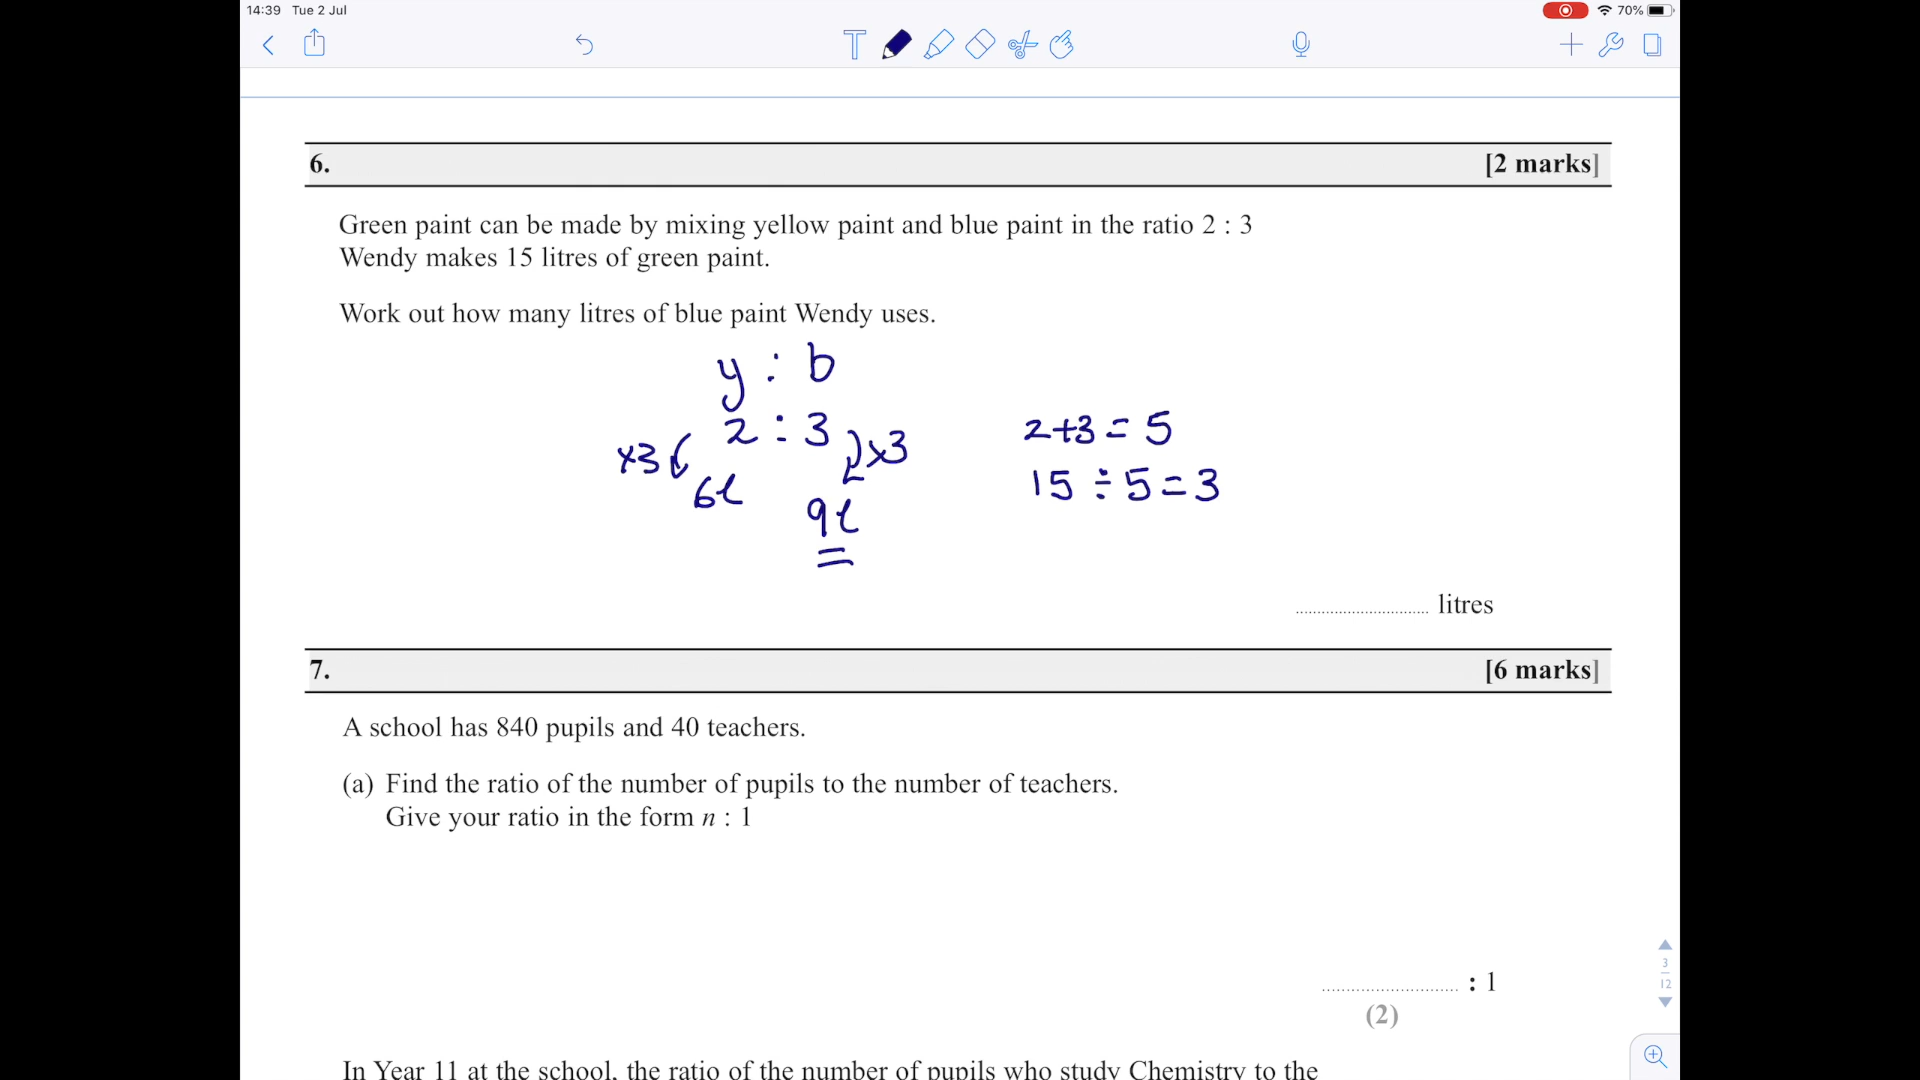 14:39 Tue 2 Jul 70%
T
6. [2 marks]
Green paint can be made by mixing yellow paint and blue paint in the ratio 2 : 3
Wendy makes 15 litres of green paint.
Work out how many litres of blue paint Wendy uses.
y : b
2 : 3
x3 x3
6l
9l
2+3 = 5
15 ÷ 5 = 3
.............................. litres
7. [6 marks]
A school has 840 pupils and 40 teachers.
(a) Find the ratio of the number of pupils to the number of teachers.
Give your ratio in the form n : 1
.............................. : 1
(2)
3
12
In Year 11 at the school, the ratio of the number of pupils who study Chemistry to the